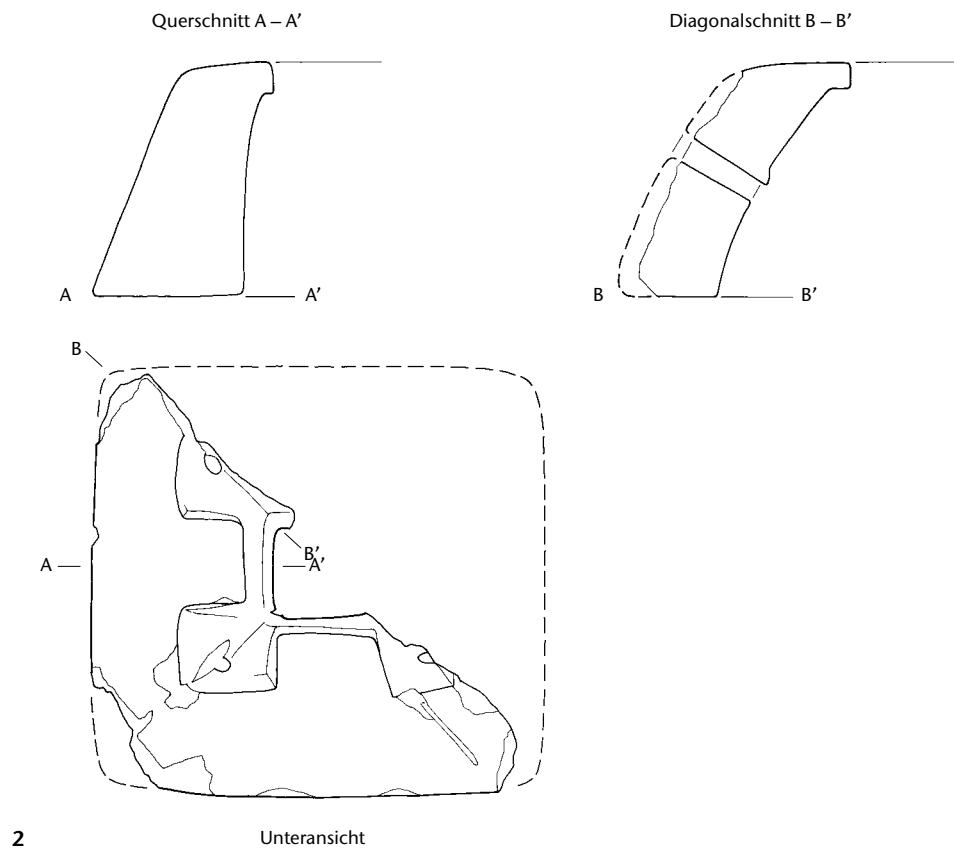 Querschnitt A – A′
Diagonalschnitt B – B′
A
A′
B
B′
B
B′
A
A′
2
Unteransicht